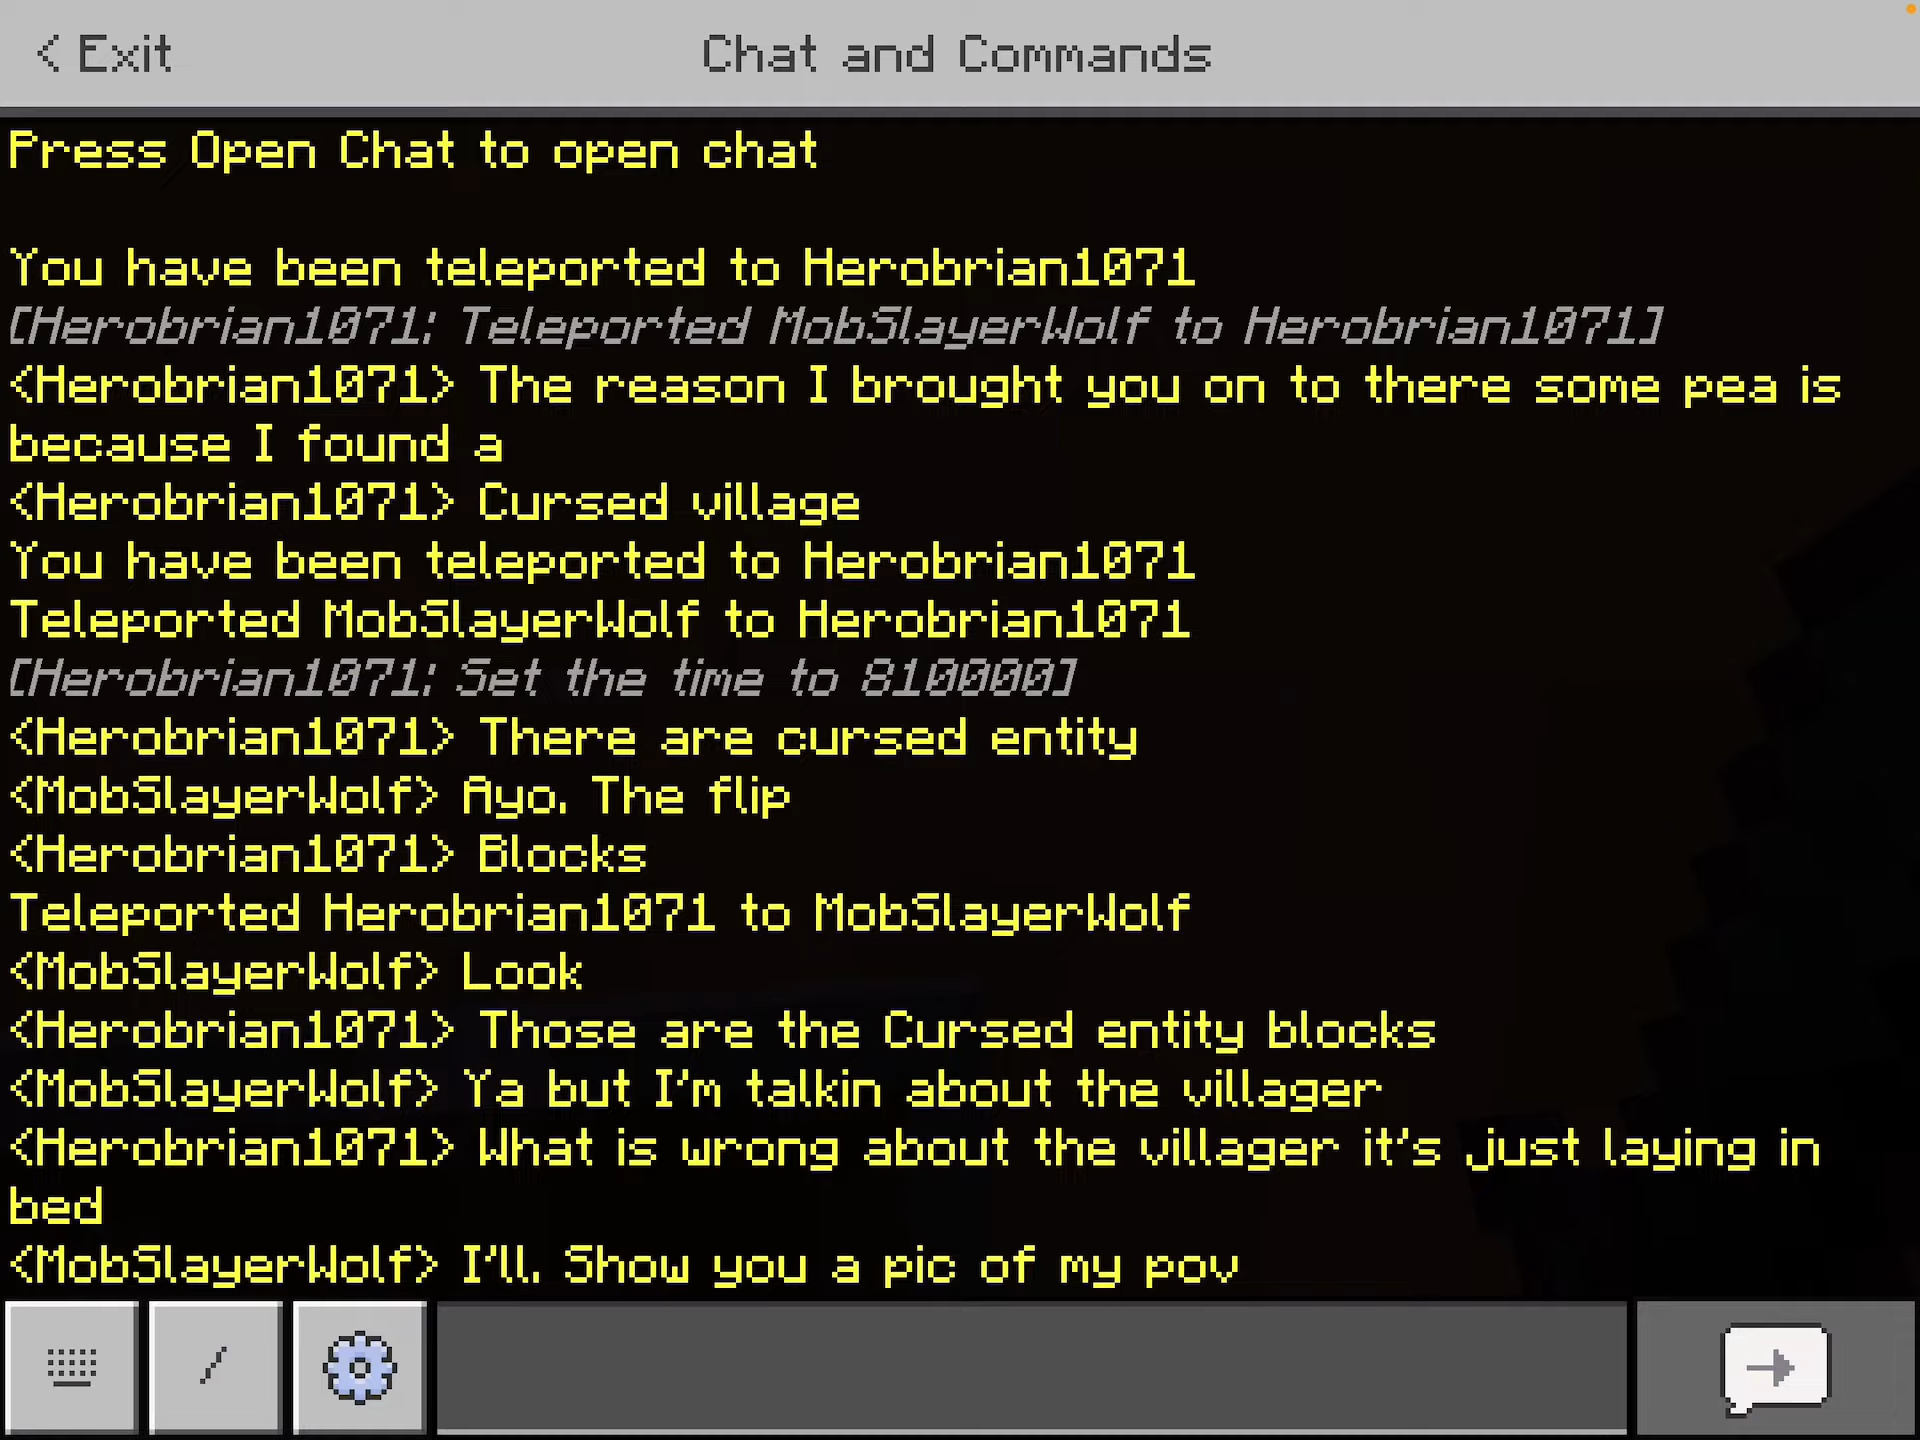 < Exit
Chat and Commands
Press Open Chat to open chat
You have been teleported to Herobrian1071
[Herobrian1071: Teleported MobSlayerWolf to Herobrian1071]
<Herobrian1071> The reason I brought you on to there some pea is
because I found a
<Herobrian1071> Cursed village
You have been teleported to Herobrian1071
Teleported MobSlayerWolf to Herobrian1071
[Herobrian1071: Set the time to 810000]
<Herobrian1071> There are cursed entity
<MobSlayerWolf> Ayo. The flip
<Herobrian1071> Blocks
Teleported Herobrian1071 to MobSlayerWolf
<MobSlayerWolf> Look
<Herobrian1071> Those are the Cursed entity blocks
<MobSlayerWolf> Ya but I'm talkin about the villager
<Herobrian1071> What is wrong about the villager it's just laying in
bed
<MobSlayerWolf> I'll. Show you a pic of my pov
/